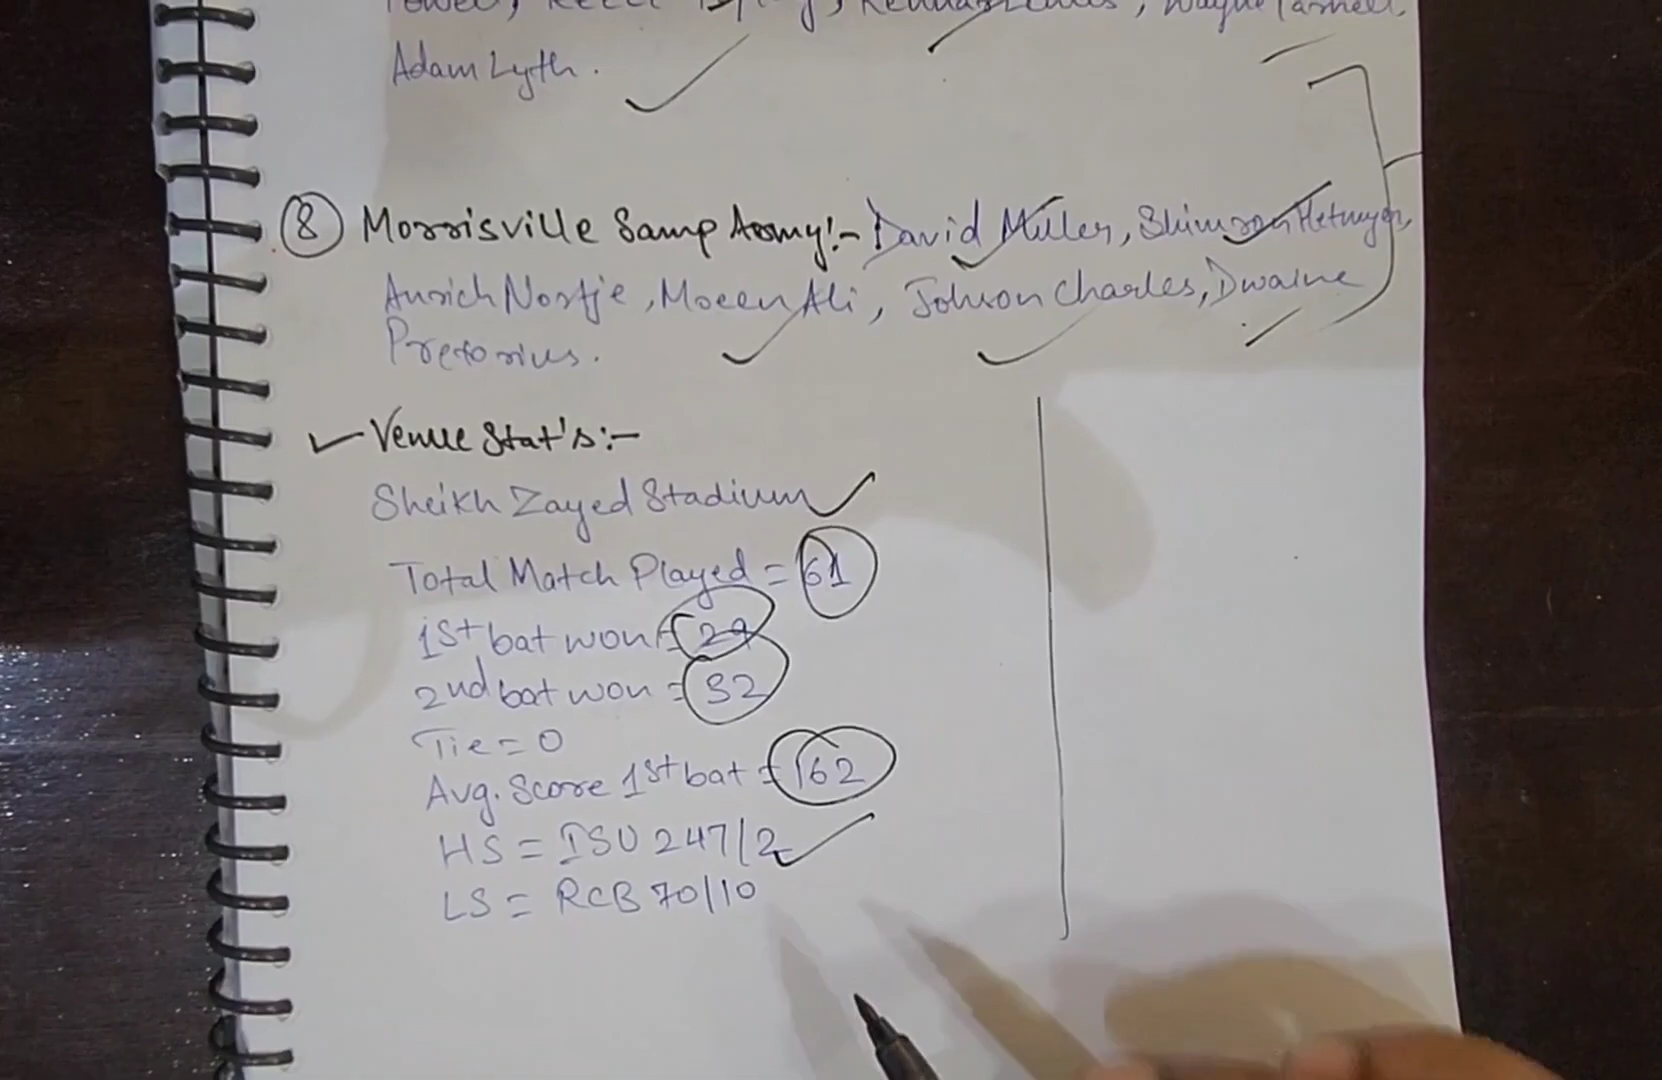 Wayne Parnell,
Adam Lyth.
8 Morrisville Samp Army:- David Miller, Shimron Hetmyer,
Anrich Nortje, Moeen Ali, Johnson Charles, Dwaine
Pretorius.
Venue Stat's:-
Sheikh Zayed Stadium
Total Match Played = 61
1st bat won = 29
2nd bat won = 32
Tie = 0
Avg. Score 1st bat = 162
HS = ISU 247/2
LS = RCB 70/10